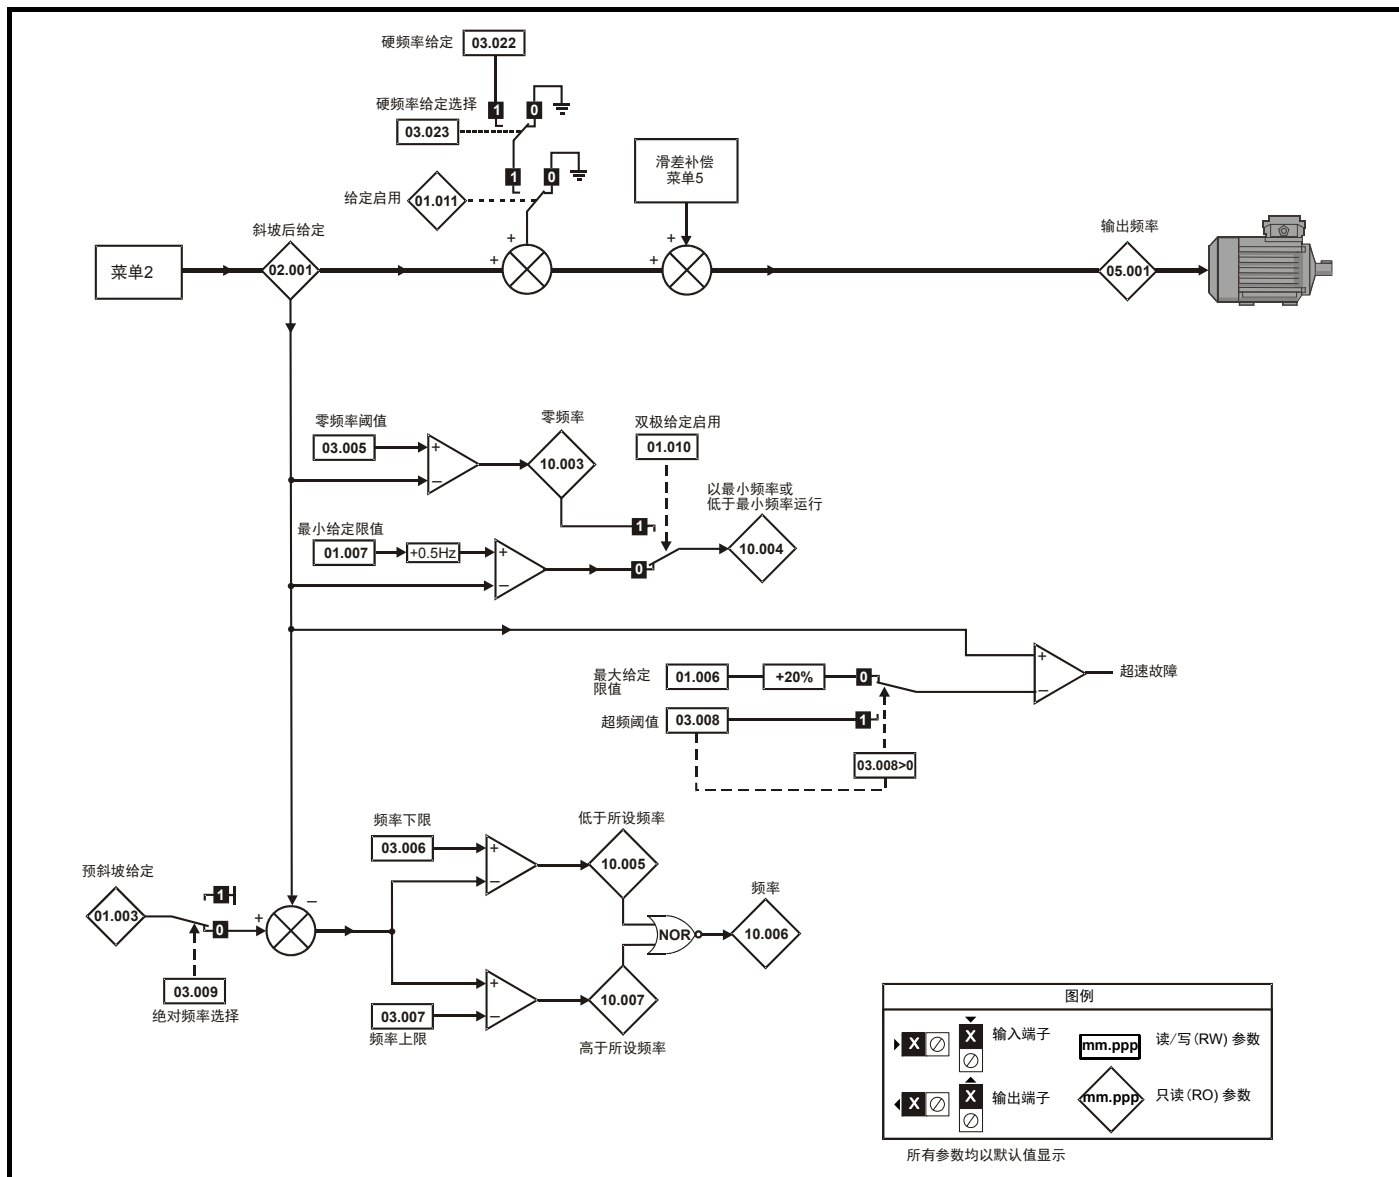 硬频率给定
03.022
硬频率给定选择
1
0
03.023
给定启用
01.011
1
0
滑差补偿
菜单5
斜坡后给定
+
+
+
+
输出频率
菜单2
02.001
05.001
零频率阈值
03.005
+
−
零频率
10.003
双极给定启用
01.010
1
以最小频率或
低于最小频率运行
最小给定限值
01.007
+0.5Hz
+
−
0
10.004
+
−
超速故障
最大给定
限值
01.006
+20%
0
超频阈值
03.008
1
03.008>0
频率下限
03.006
+
−
低于所设频率
10.005
预斜坡给定
01.003
1
0
+
−
03.009
绝对频率选择
NOR
频率
10.006
+
−
03.007
频率上限
10.007
高于所设频率
图例
X
X
输入端子
mm.ppp
读/写(RW) 参数
X
X
输出端子
mm.ppp
只读(RO) 参数
所有参数均以默认值显示